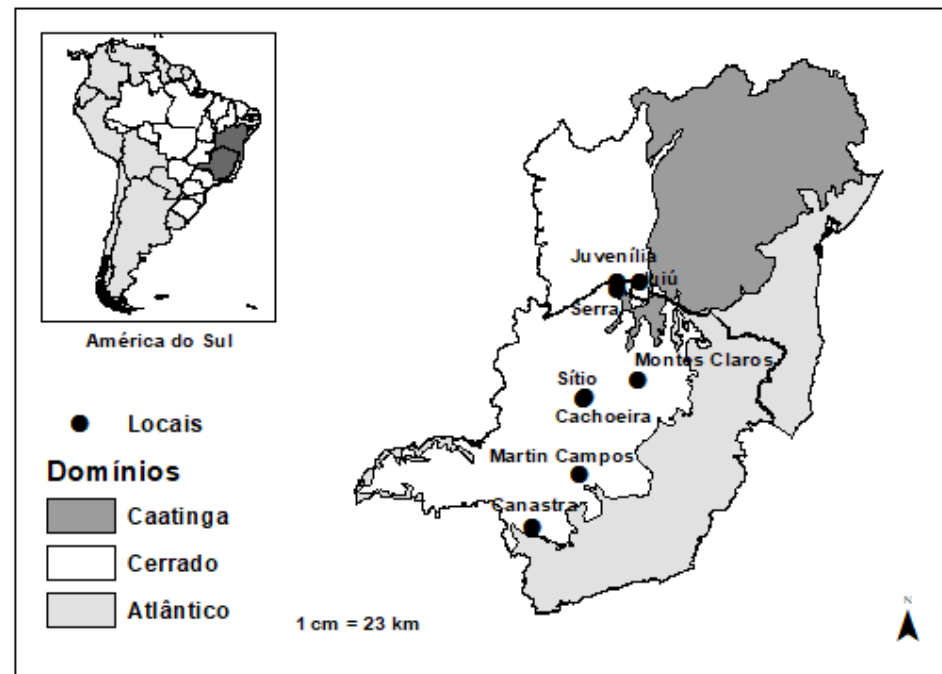 América do Sul
Locais
Domínios
Caatinga
Cerrado
Atlântico
1 cm = 23 km
Juvenília
Serra
Montes Claros
Sítio
Cachoeira
Martin Campos
Canastra
N